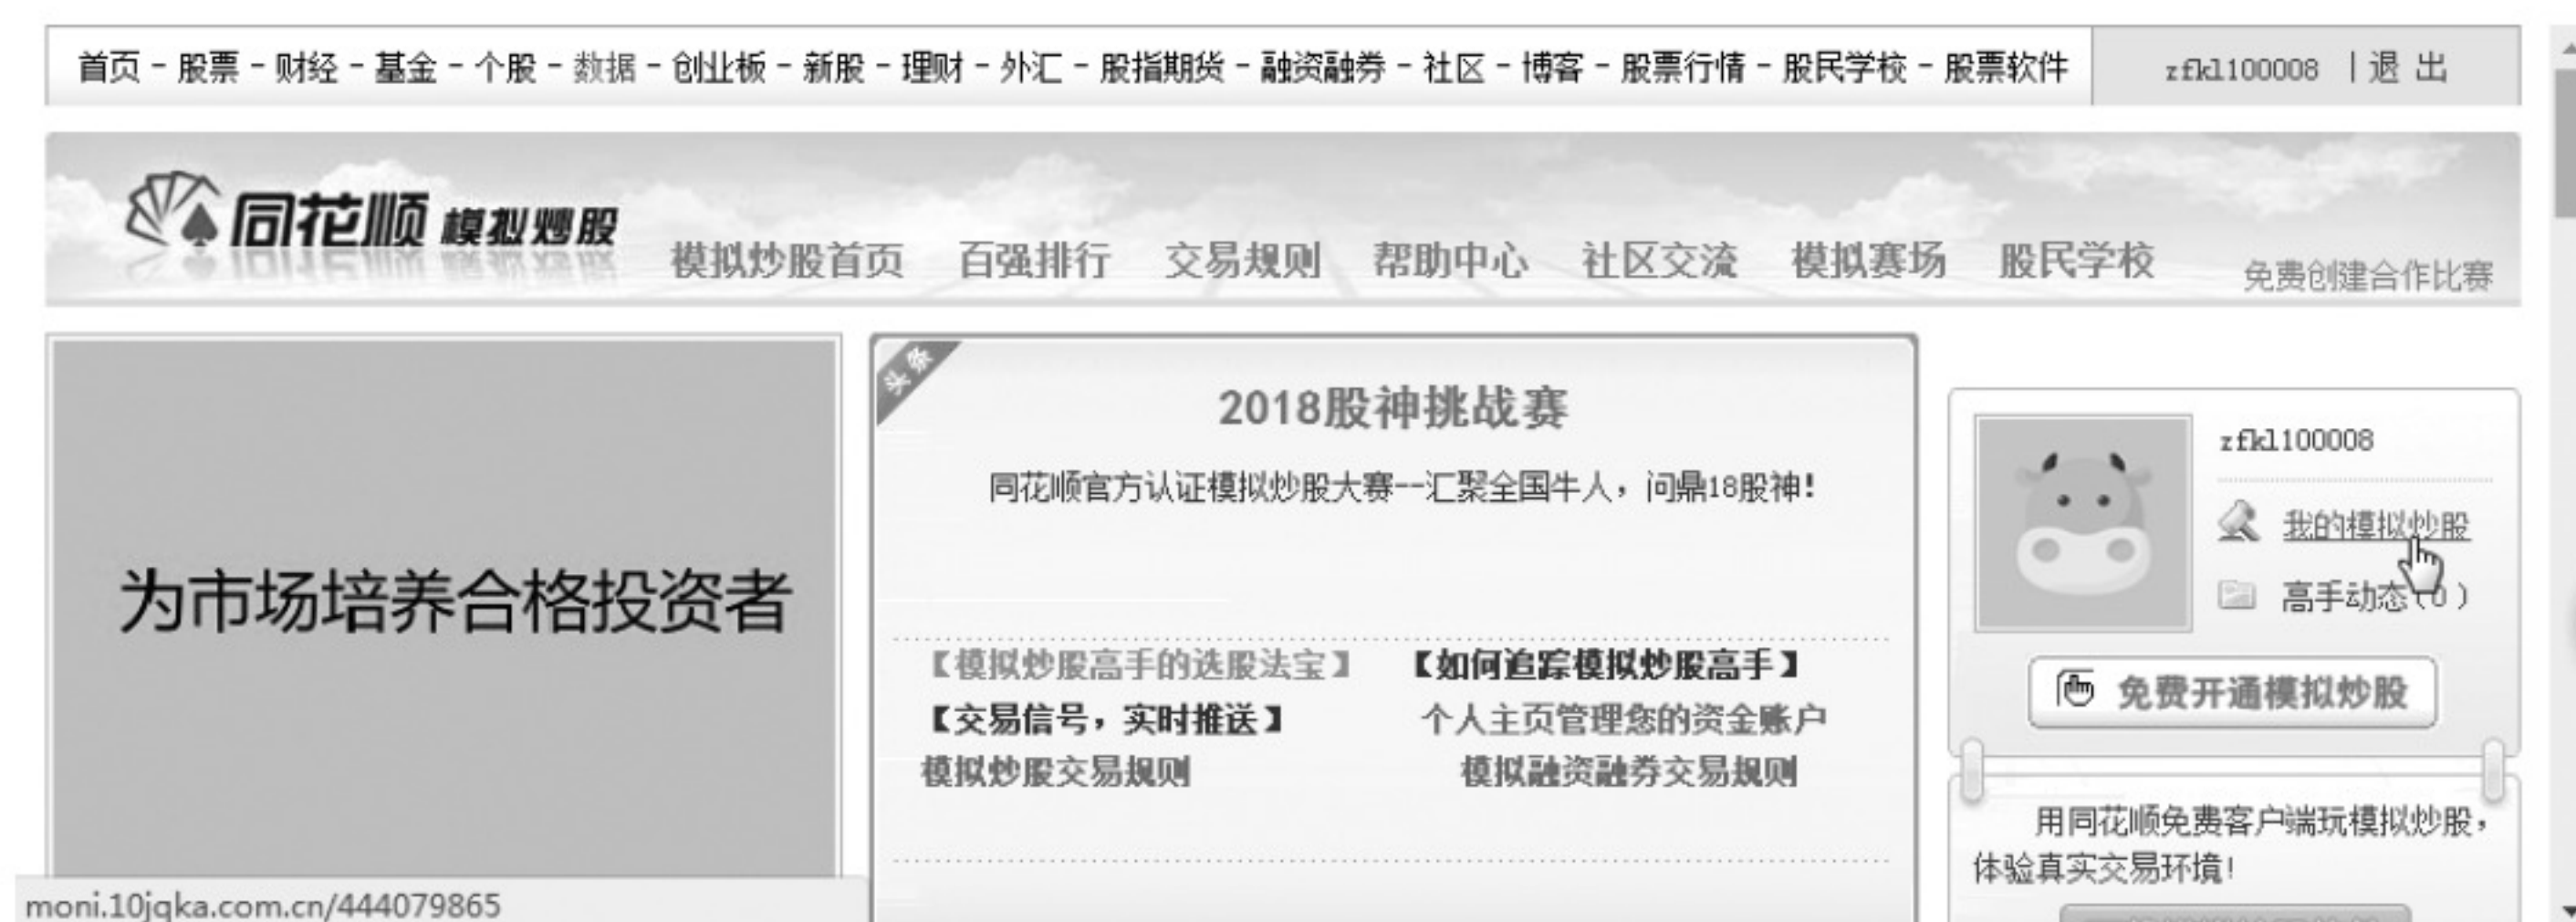 首页 - 股票 - 财经 - 基金 - 个股 - 数据 - 创业板 - 新股 - 理财 - 外汇 - 股指期货 - 融资融券 - 社区 - 博客 - 股票行情 - 股民学校 - 股票软件
zfkl100008 | 退 出
同花顺 模拟炒股
模拟炒股首页 百强排行 交易规则 帮助中心 社区交流 模拟赛场 股民学校 免费创建合作比赛
为市场培养合格投资者
头条
2018股神挑战赛
同花顺官方认证模拟炒股大赛--汇聚全国牛人，问鼎18股神！
【模拟炒股高手的选股法宝】 【如何追踪模拟炒股高手】
【交易信号，实时推送】 个人主页管理您的资金账户
模拟炒股交易规则 模拟融资融券交易规则
zfkl100008
我的模拟炒股
高手动态(0)
免费开通模拟炒股
用同花顺免费客户端玩模拟炒股，
体验真实交易环境！
moni.10jqka.com.cn/444079865